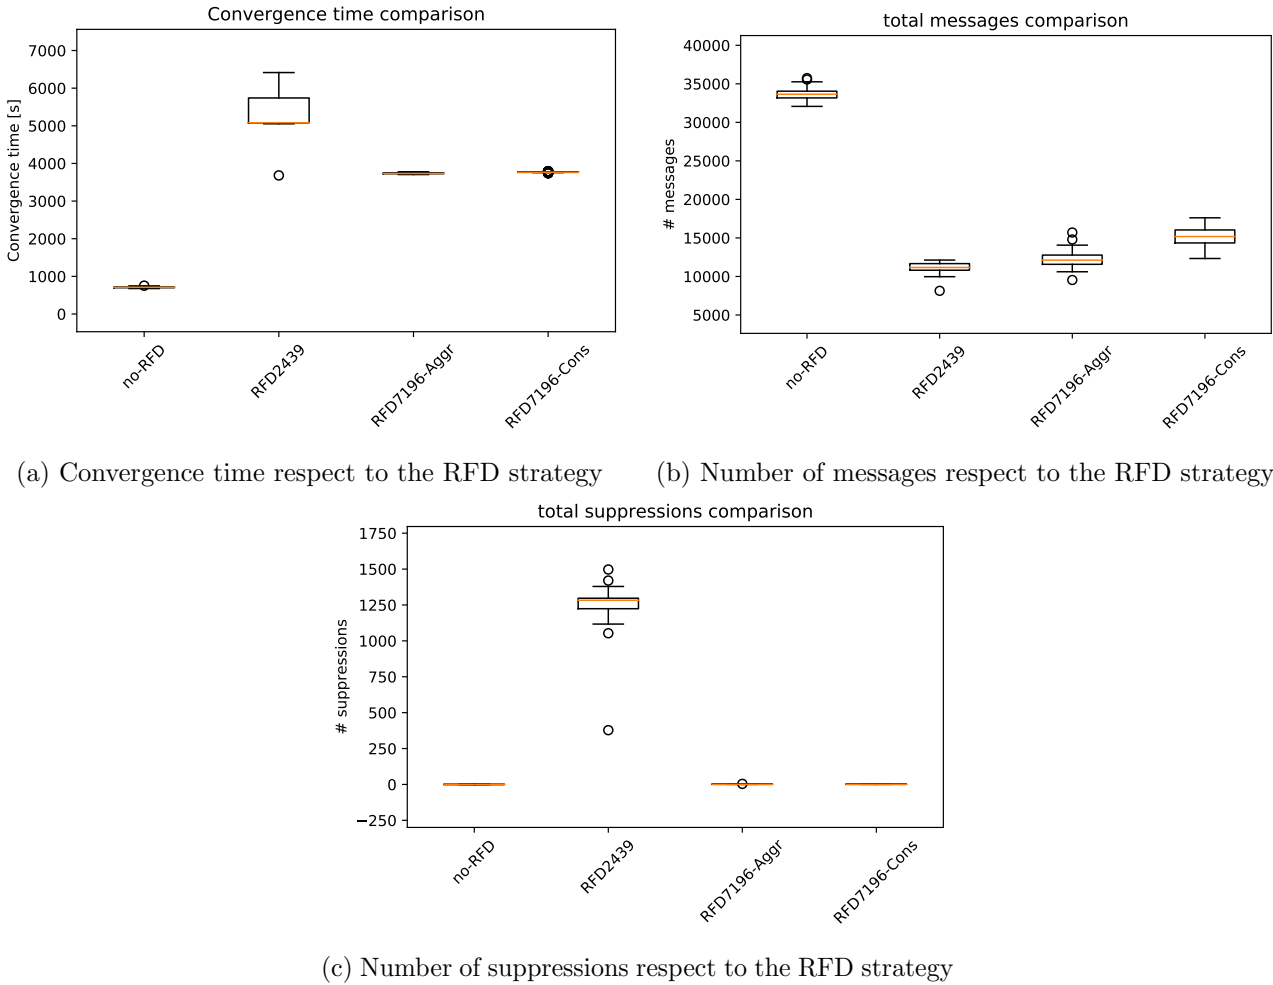 Convergence time comparison
Convergence time [s]
7000
6000
5000
4000
3000
2000
1000
0
no-RFD
RFD2439
RFD7196-Aggr
RFD7196-Cons
(a) Convergence time respect to the RFD strategy
total messages comparison
# messages
40000
35000
30000
25000
20000
15000
10000
5000
no-RFD
RFD2439
RFD7196-Aggr
RFD7196-Cons
(b) Number of messages respect to the RFD strategy
total suppressions comparison
# suppressions
1750
1500
1250
1000
750
500
250
0
−250
no-RFD
RFD2439
RFD7196-Aggr
RFD7196-Cons
(c) Number of suppressions respect to the RFD strategy